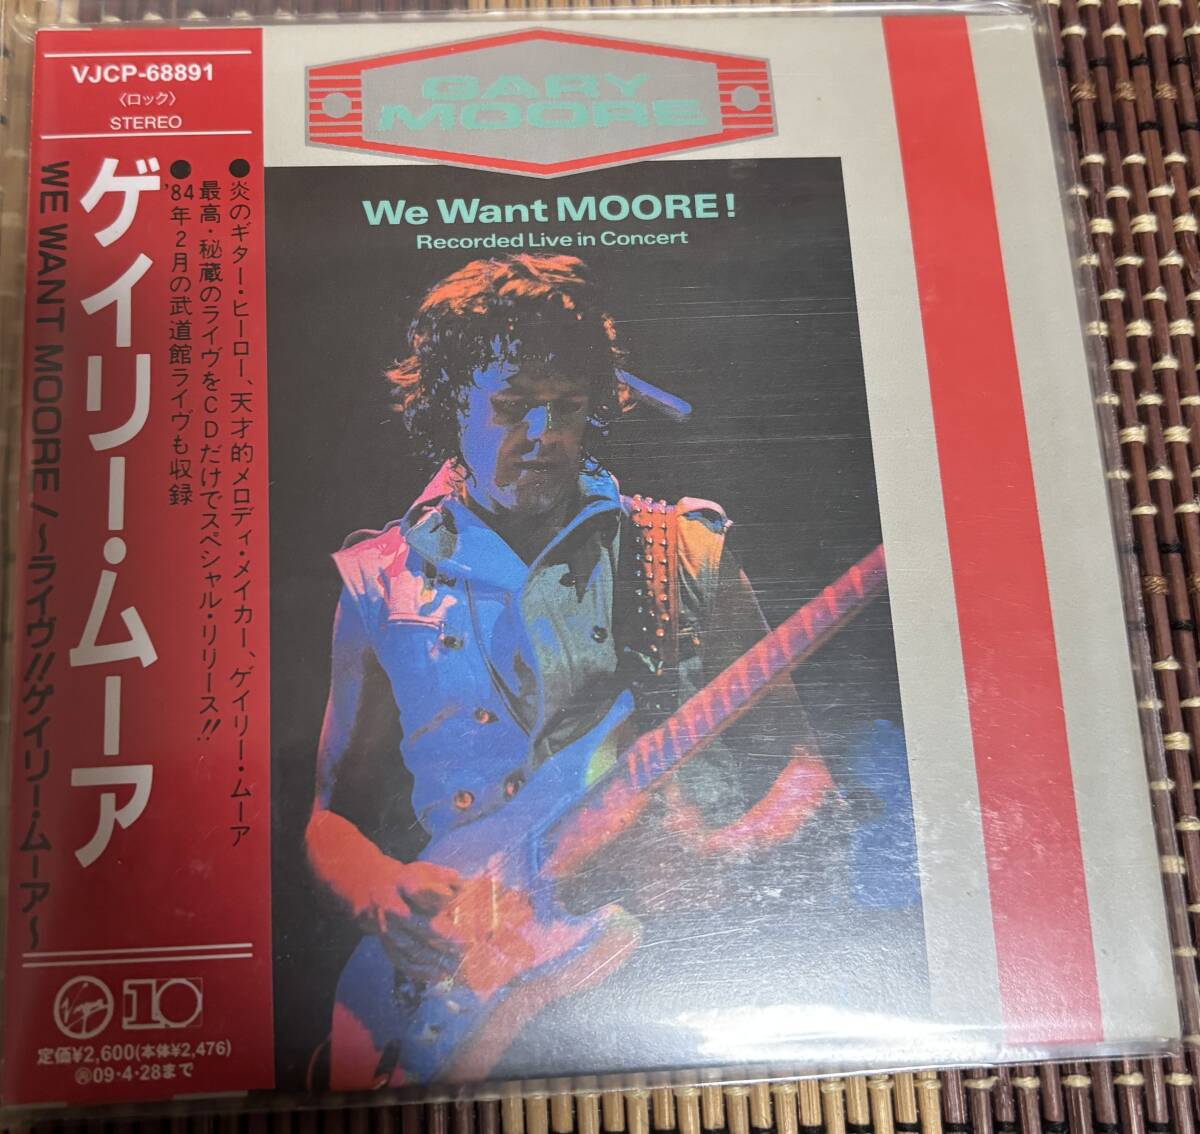 VJCP-68891
〈ロック〉
STEREO
●炎のギター・ヒーロー、天才的メロディ・メイカー、ゲイリー・ムーア
最高・秘蔵のライヴをCDだけでスペシャル・リリース!!
●'84年2月の武道館ライヴも収録
ゲイリー・ムーア
WE WANT MOORE!〜ライヴ!!ゲイリー・ムーア〜
Virgin
10
定価¥2,600(本体¥2,476)
Ⓡ09・4・28まで
GARY
MOORE
We Want MOORE!
Recorded Live in Concert